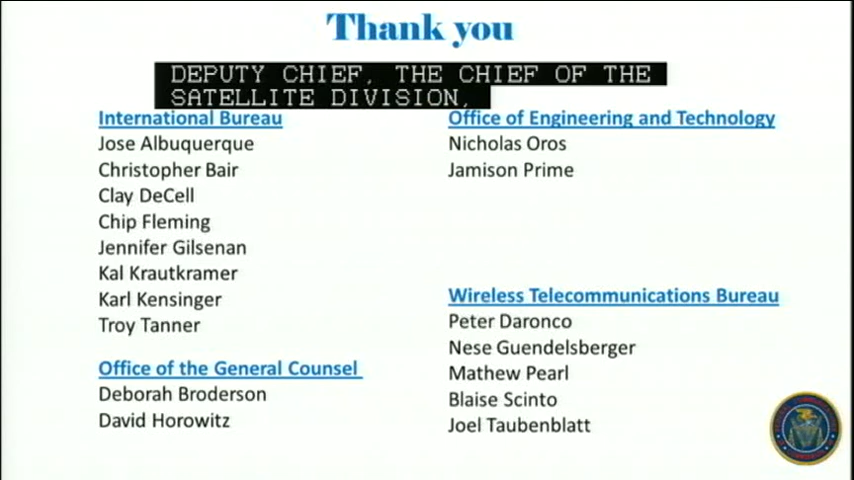 Thank you
DEPUTY CHIEF, THE CHIEF OF THE
SATELLITE DIVISION,
International Bureau
Jose Albuquerque
Christopher Bair
Clay DeCell
Chip Fleming
Jennifer Gilsenan
Kal Krautkramer
Karl Kensinger
Troy Tanner
Office of the General Counsel
Deborah Broderson
David Horowitz
Office of Engineering and Technology
Nicholas Oros
Jamison Prime
Wireless Telecommunications Bureau
Peter Daronco
Nese Guendelsberger
Mathew Pearl
Blaise Scinto
Joel Taubenblatt